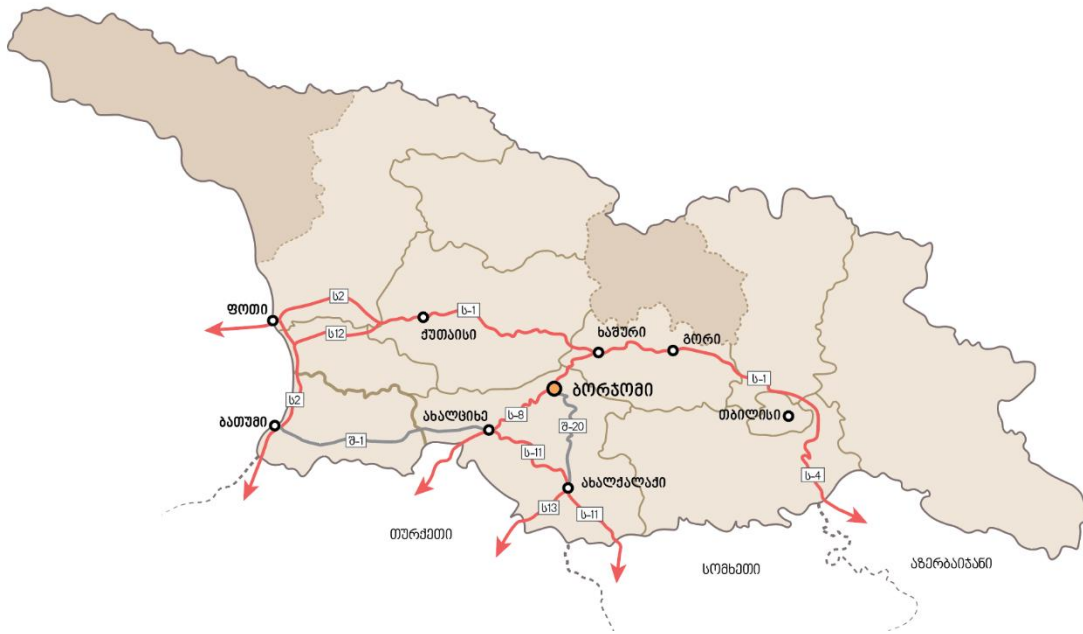 ს2
ს-1
ფოთი
ს12
ქუთაისი
ხაშური
გორი
ს-1
ბორჯომი
ს2
ახალციხე
ს-8
თბილისი
ბათუმი
შ-1
შ-20
ს-11
ს-4
ახალქალაქი
ს13
ს-11
თურქეთი
სომხეთი
აზერბაიჯანი